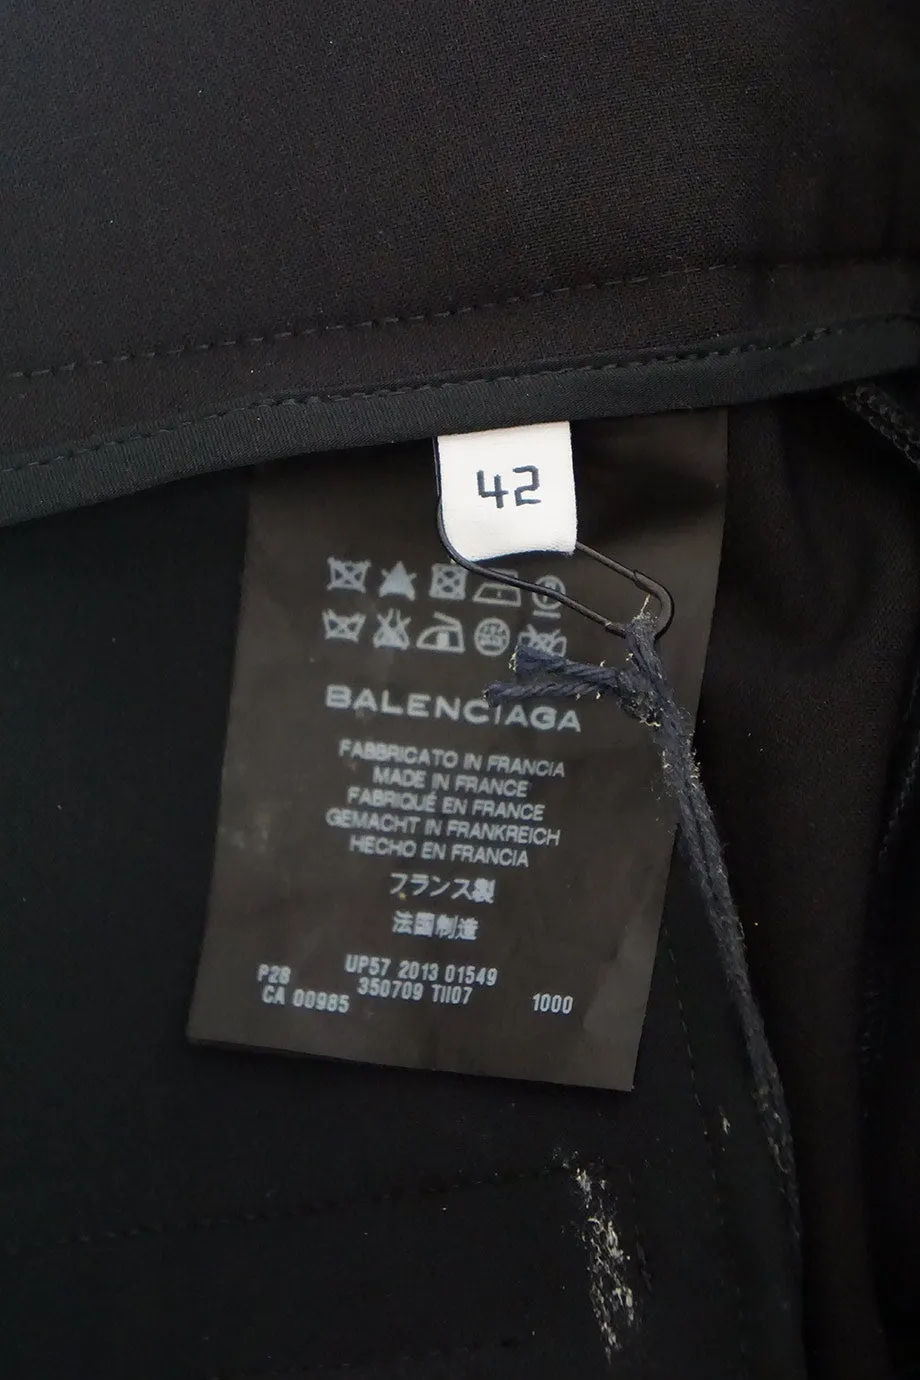 42
BALENCIAGA
FABBRICATO IN FRANCIA
MADE IN FRANCE
FABRIQUÉ EN FRANCE
GEMACHT IN FRANKREICH
HECHO EN FRANCIA
フランス製
法国制造
P28 UP57 2013 01549
CA 00985 350709 TII07 1000